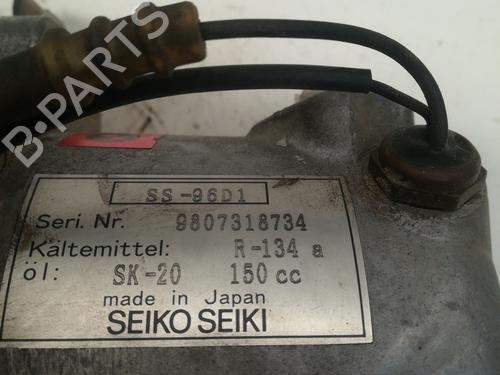 B-PARTS
SS-96D1
Seri. Nr. 9807318734
Kältemittel: R-134 a
öl: SK-20 150 cc
made in Japan
SEIKO SEIKI